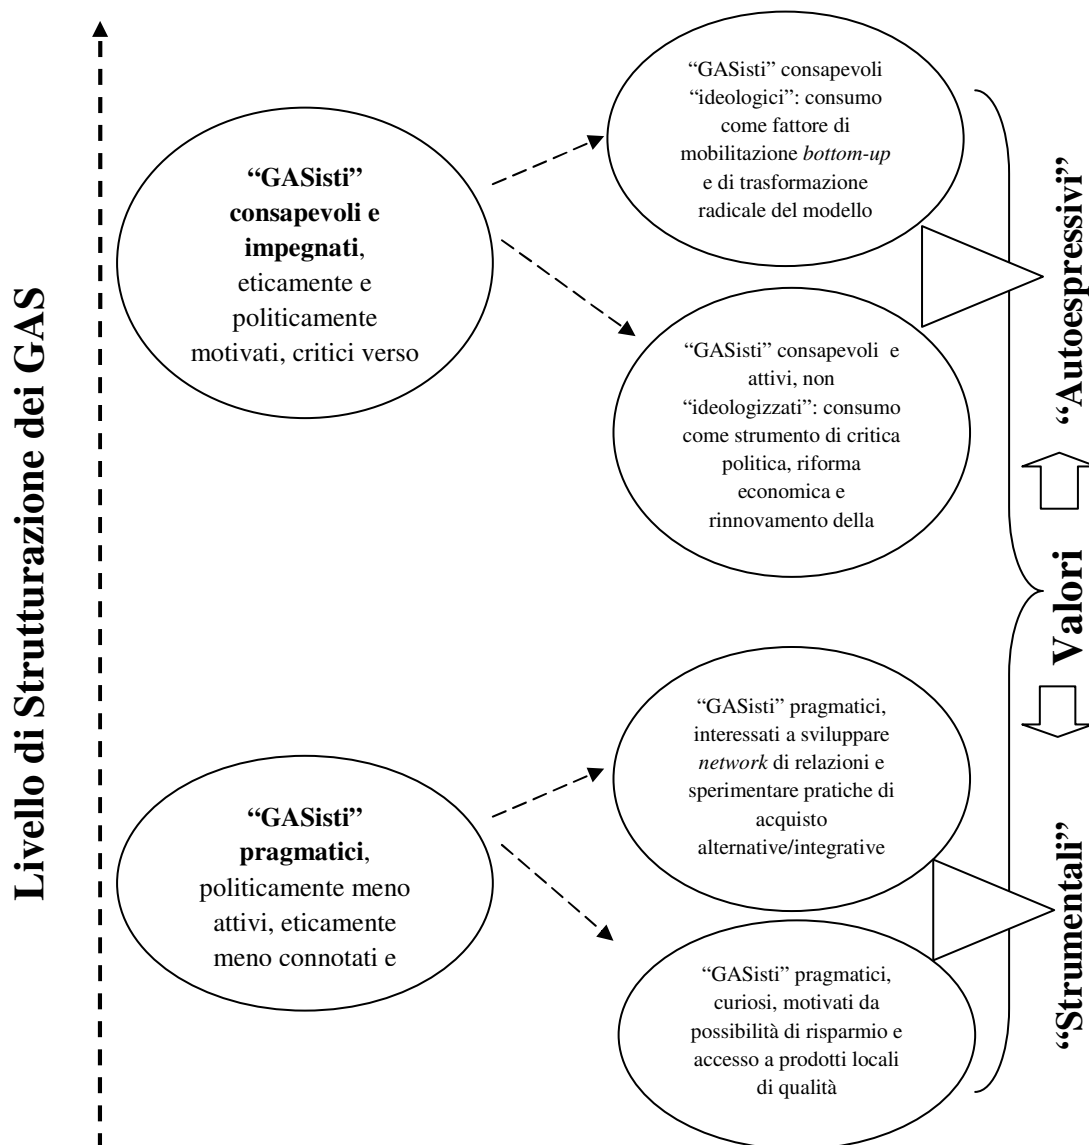 Livello di Strutturazione dei GAS
“GASisti”
consapevoli e
impegnati,
eticamente e
politicamente
motivati, critici verso
“GASisti” consapevoli
“ideologici”: consumo
come fattore di
mobilitazione bottom-up
e di trasformazione
radicale del modello
“GASisti” consapevoli e
attivi, non
“ideologizzati”: consumo
come strumento di critica
politica, riforma
economica e
rinnovamento della
“GASisti”
pragmatici,
politicamente meno
attivi, eticamente
meno connotati e
“GASisti” pragmatici,
interessati a sviluppare
network di relazioni e
sperimentare pratiche di
acquisto
alternative/integrative
“GASisti” pragmatici,
curiosi, motivati da
possibilità di risparmio e
accesso a prodotti locali
di qualità
“Autoespressivi”
Valori
“Strumentali”